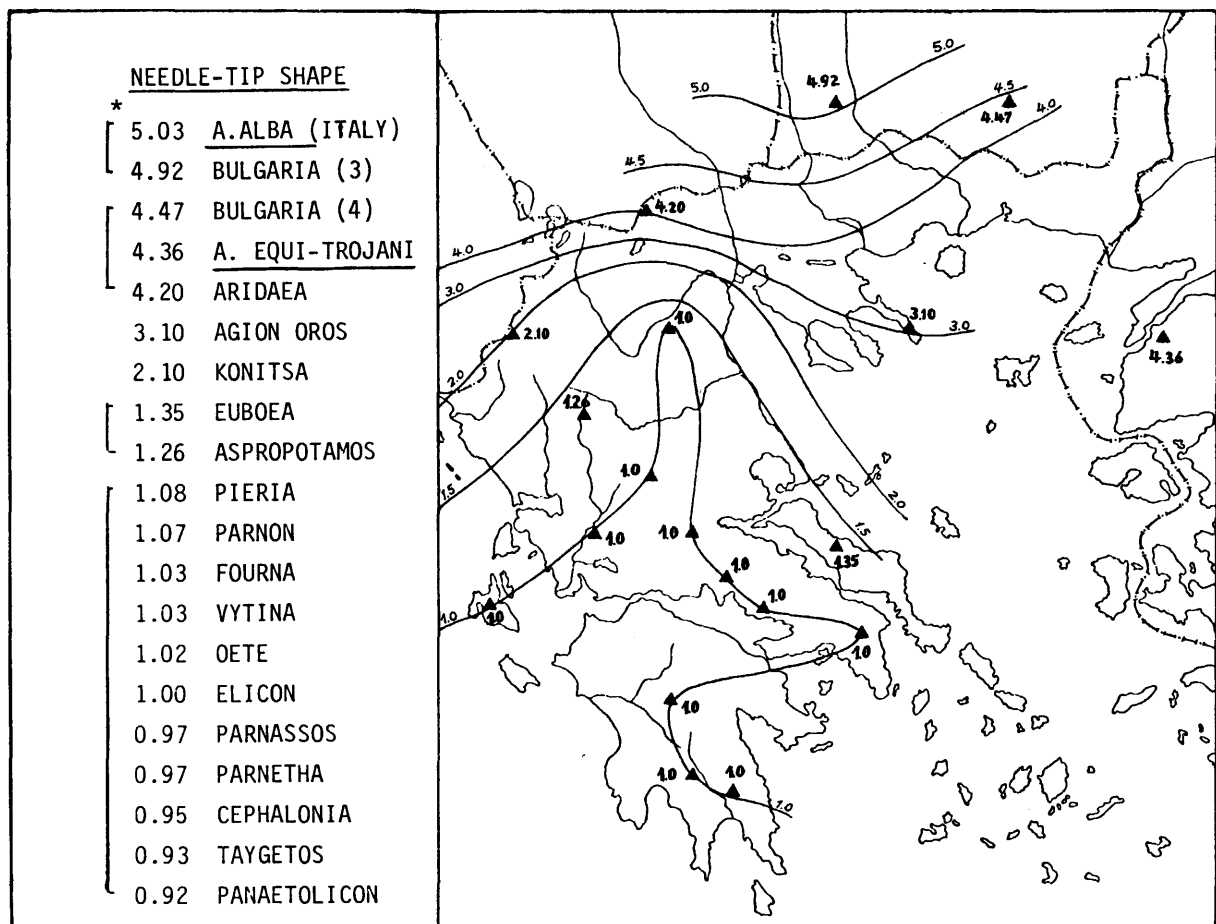 NEEDLE-TIP SHAPE
*
5.03 A.ALBA (ITALY)
4.92 BULGARIA (3)
4.47 BULGARIA (4)
4.36 A. EQUI-TROJANI
4.20 ARIDAEA
3.10 AGION OROS
2.10 KONITSA
1.35 EUBOEA
1.26 ASPROPOTAMOS
1.08 PIERIA
1.07 PARNON
1.03 FOURNA
1.03 VYTINA
1.02 OETE
1.00 ELICON
0.97 PARNASSOS
0.97 PARNETHA
0.95 CEPHALONIA
0.93 TAYGETOS
0.92 PANAETOLICON
5.0
4.92
5.0
4.5
4.47
4.0
4.5
4.20
4.0
3.0
3.10
3.0
1.0
2.10
4.36
2.0
1.26
1.0
1.5
2.0
1.5
1.0
1.0
1.35
1.0
1.0
1.0
1.0
1.0
1.0
1.0
1.0
1.0